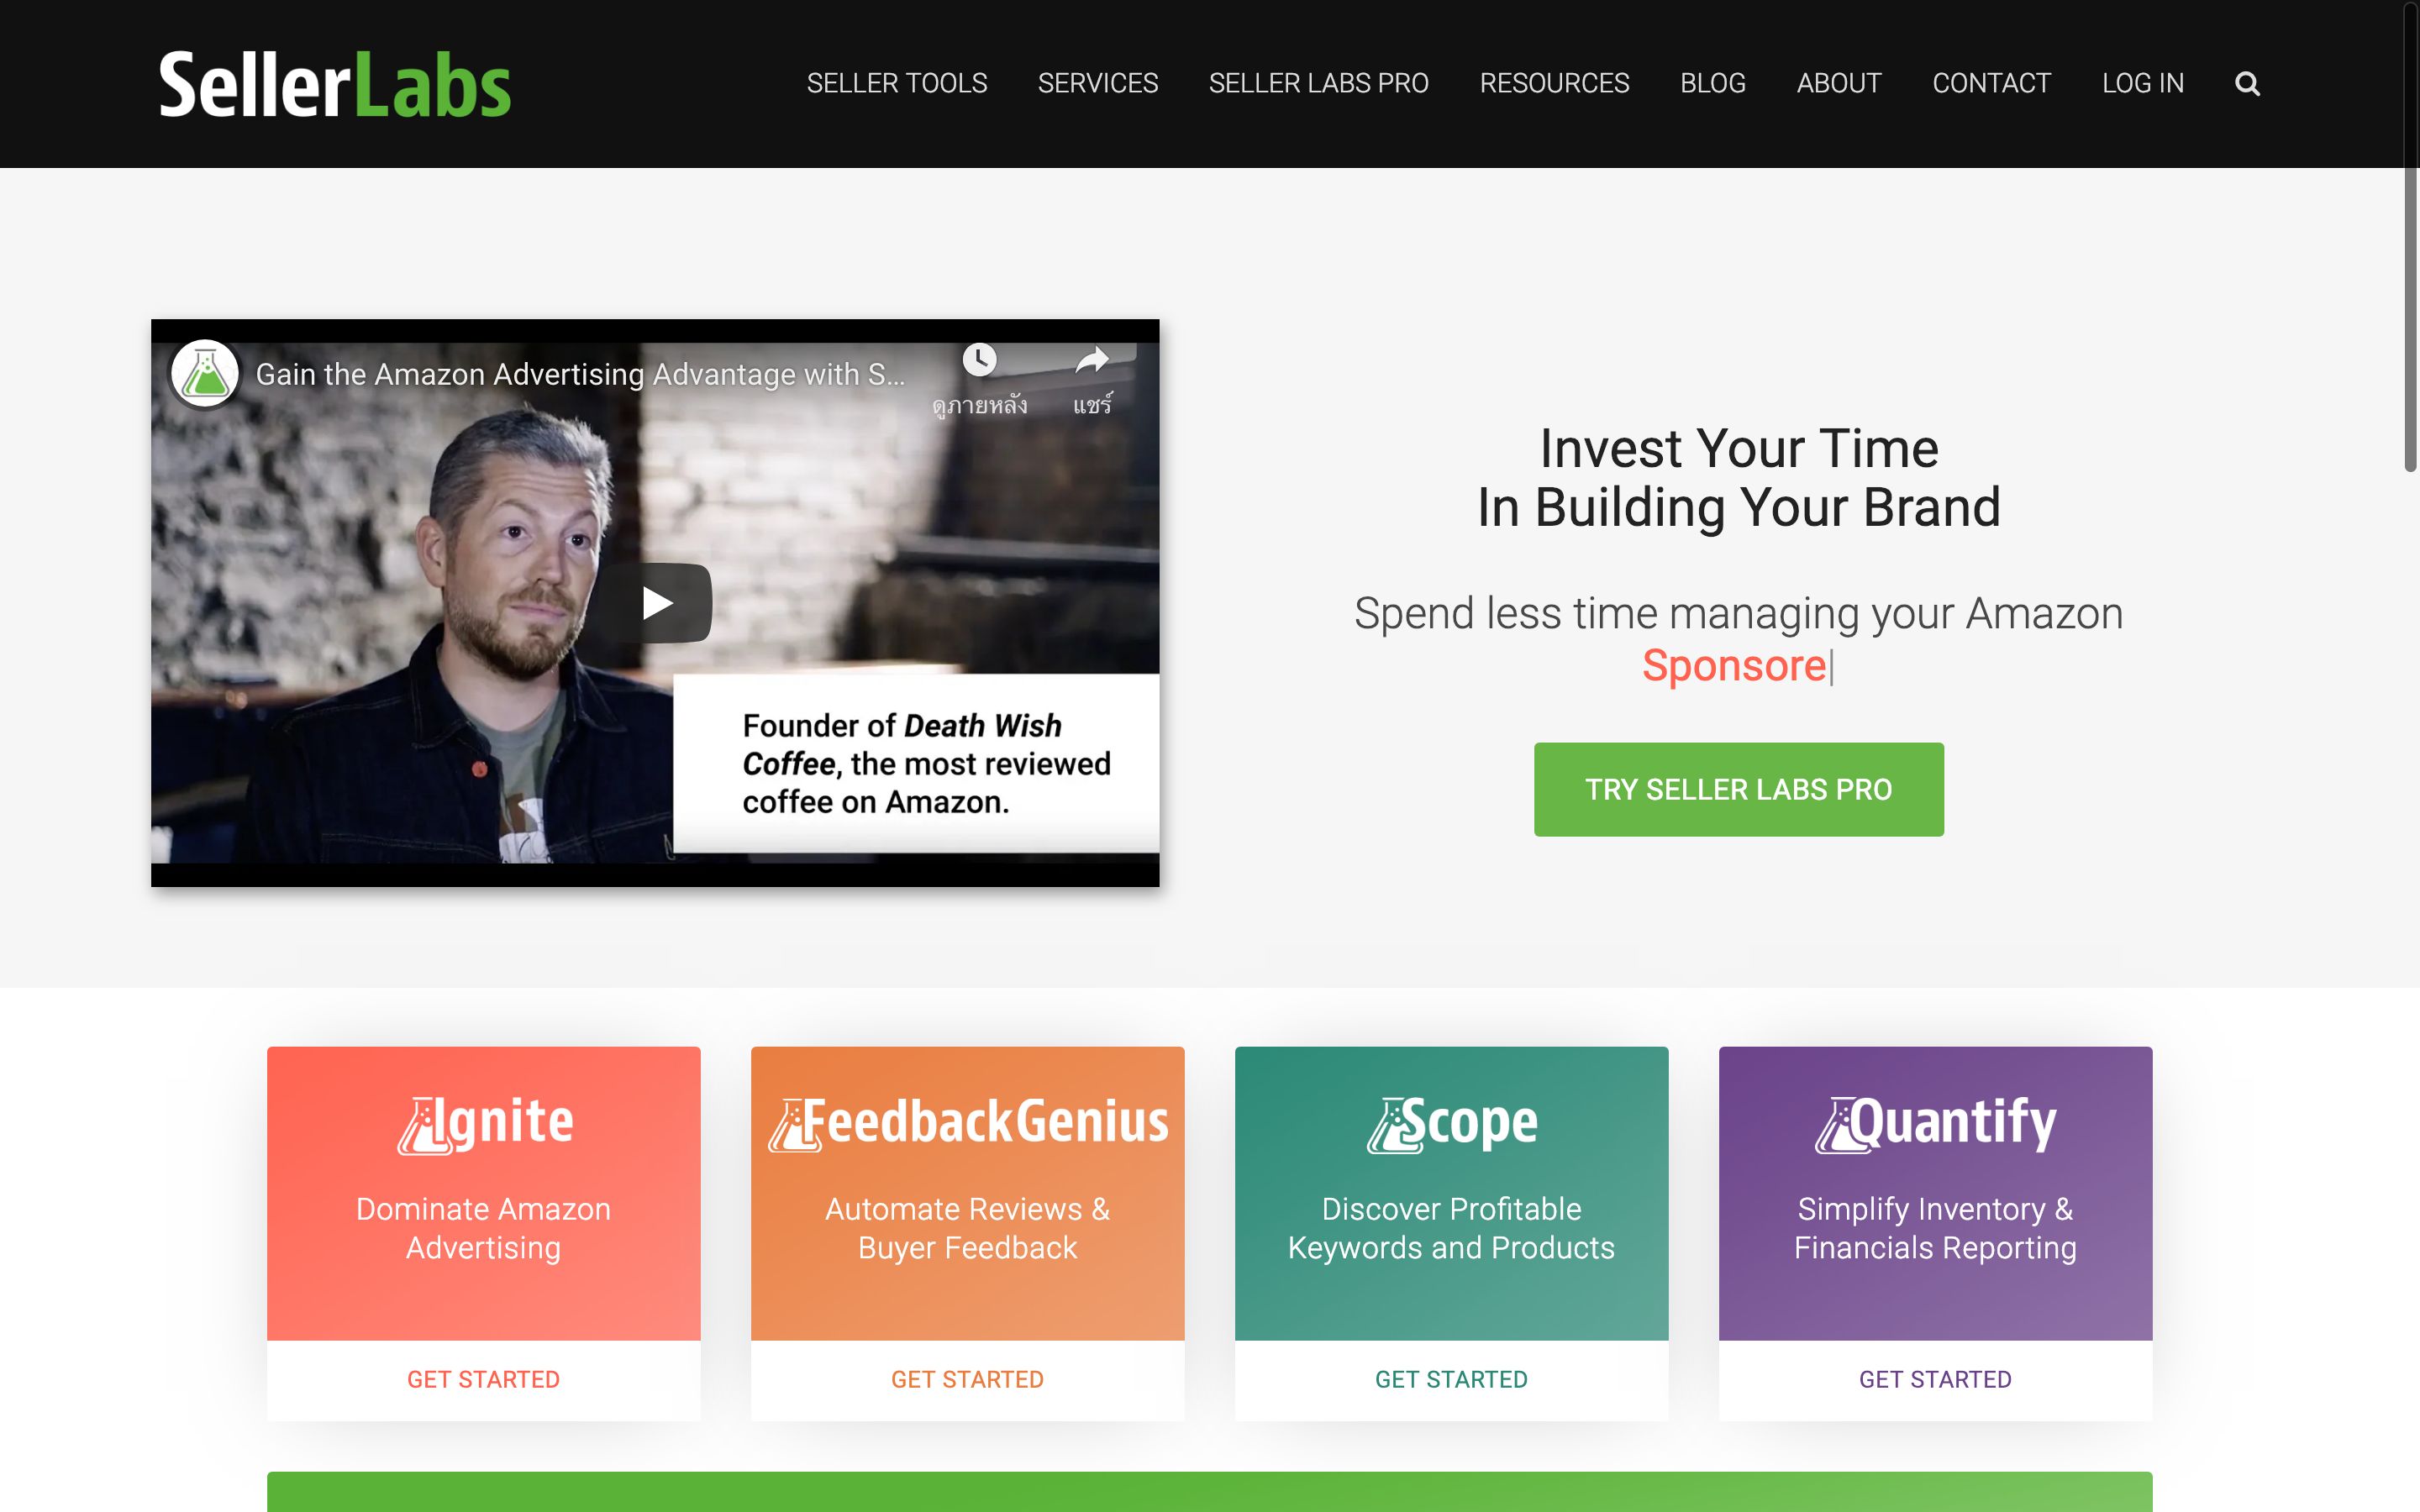 SellerLabs
SELLER TOOLS SERVICES SELLER LABS PRO RESOURCES BLOG ABOUT CONTACT LOG IN
Gain the Amazon Advertising Advantage with S...
ดูภายหลัง
แชร์
Founder of Death Wish
Coffee, the most reviewed
coffee on Amazon.
Invest Your Time
In Building Your Brand
Spend less time managing your Amazon
Sponsore
TRY SELLER LABS PRO
Ignite
Dominate Amazon
Advertising
GET STARTED
FeedbackGenius
Automate Reviews &
Buyer Feedback
GET STARTED
Scope
Discover Profitable
Keywords and Products
GET STARTED
Quantify
Simplify Inventory &
Financials Reporting
GET STARTED